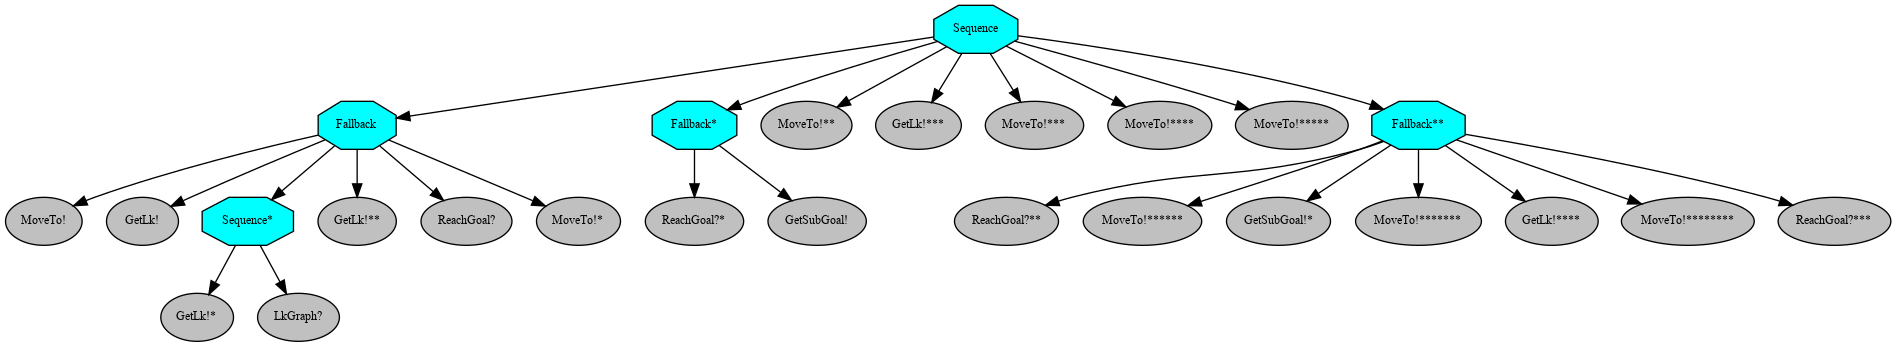 Sequence
Fallback
Fallback*
MoveTo!**
GetLk!***
MoveTo!***
MoveTo!****
MoveTo!*****
Fallback**
MoveTo!
GetLk!
Sequence*
GetLk!**
ReachGoal?
MoveTo!*
ReachGoal?*
GetSubGoal!
ReachGoal?**
MoveTo!******
GetSubGoal!*
MoveTo!*******
GetLk!****
MoveTo!********
ReachGoal?***
GetLk!*
LkGraph?